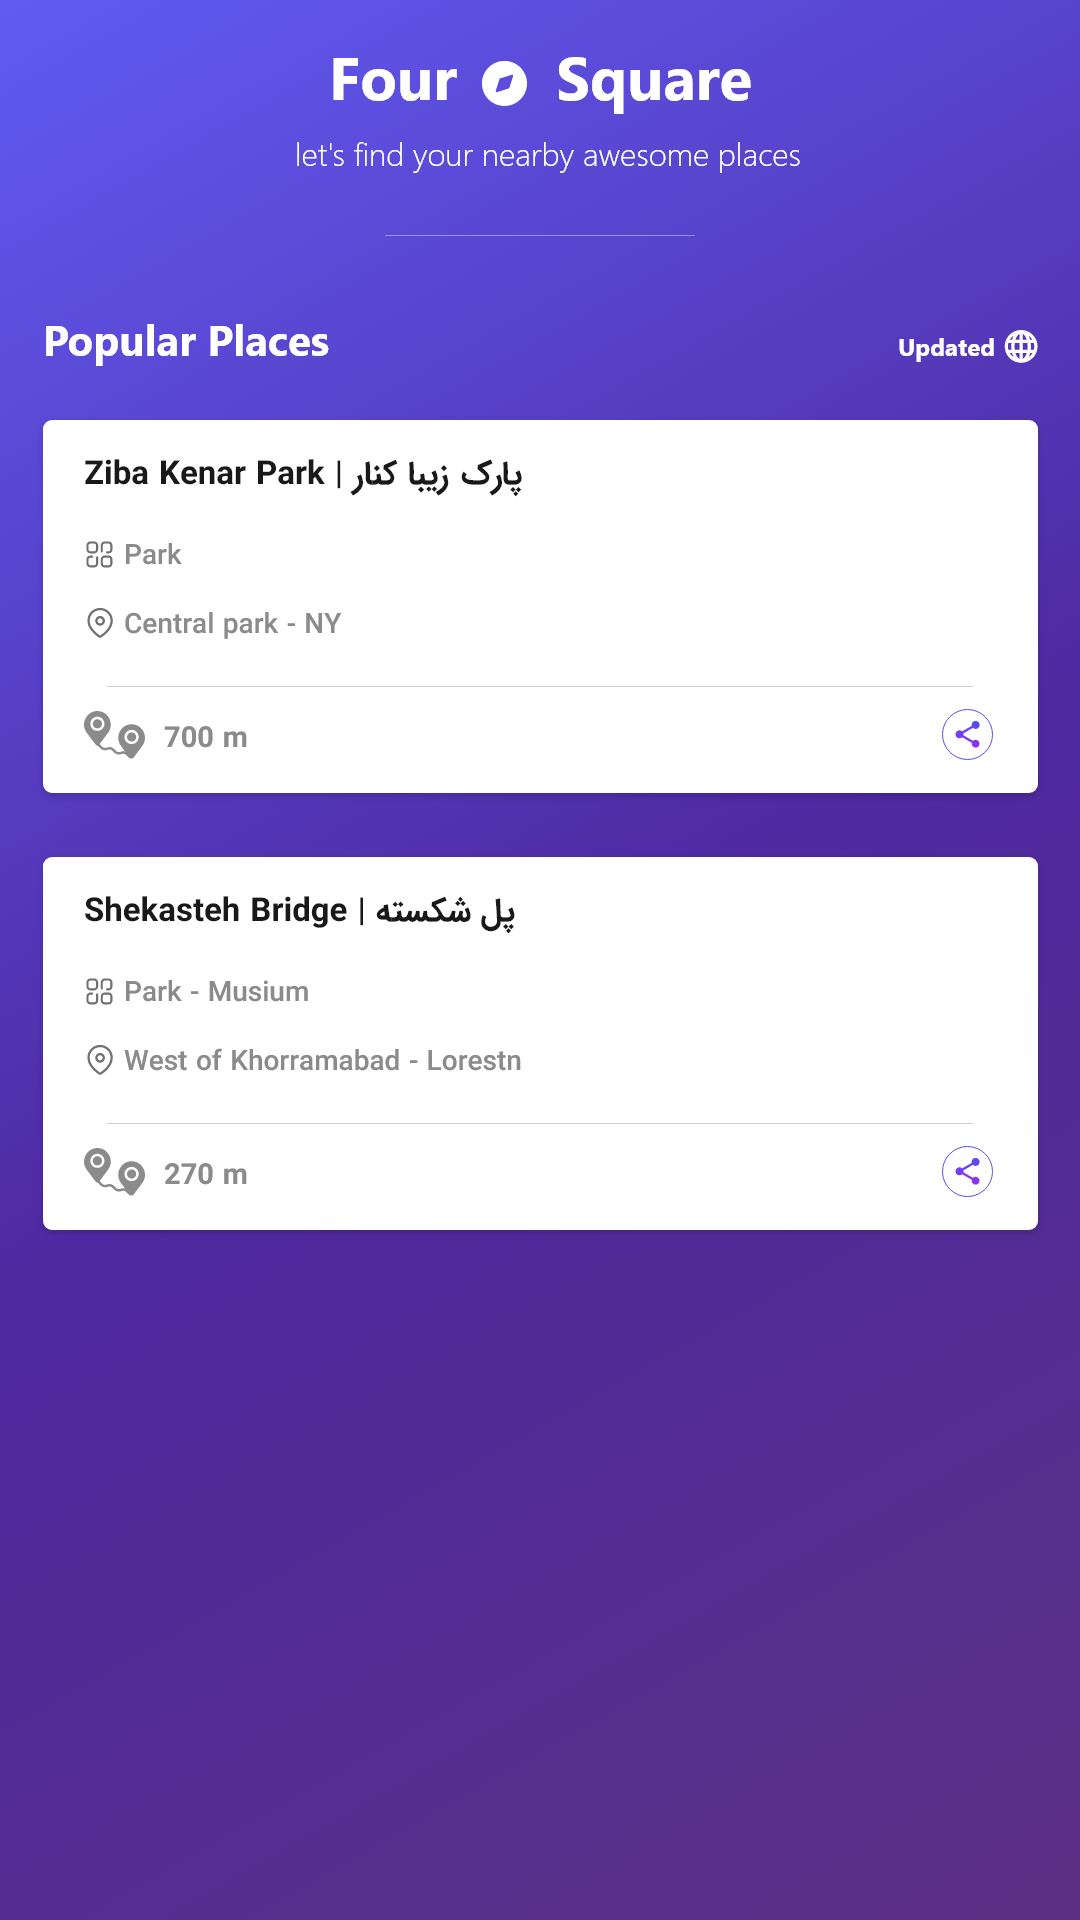 Four Square
let's find your nearby awesome places
Popular Places
Updated
Ziba Kenar Park | پارک زیبا کنار
Park
Central park - NY
700 m
Shekasteh Bridge | پل شکسته
Park - Musium
West of Khorramabad - Lorestn
270 m